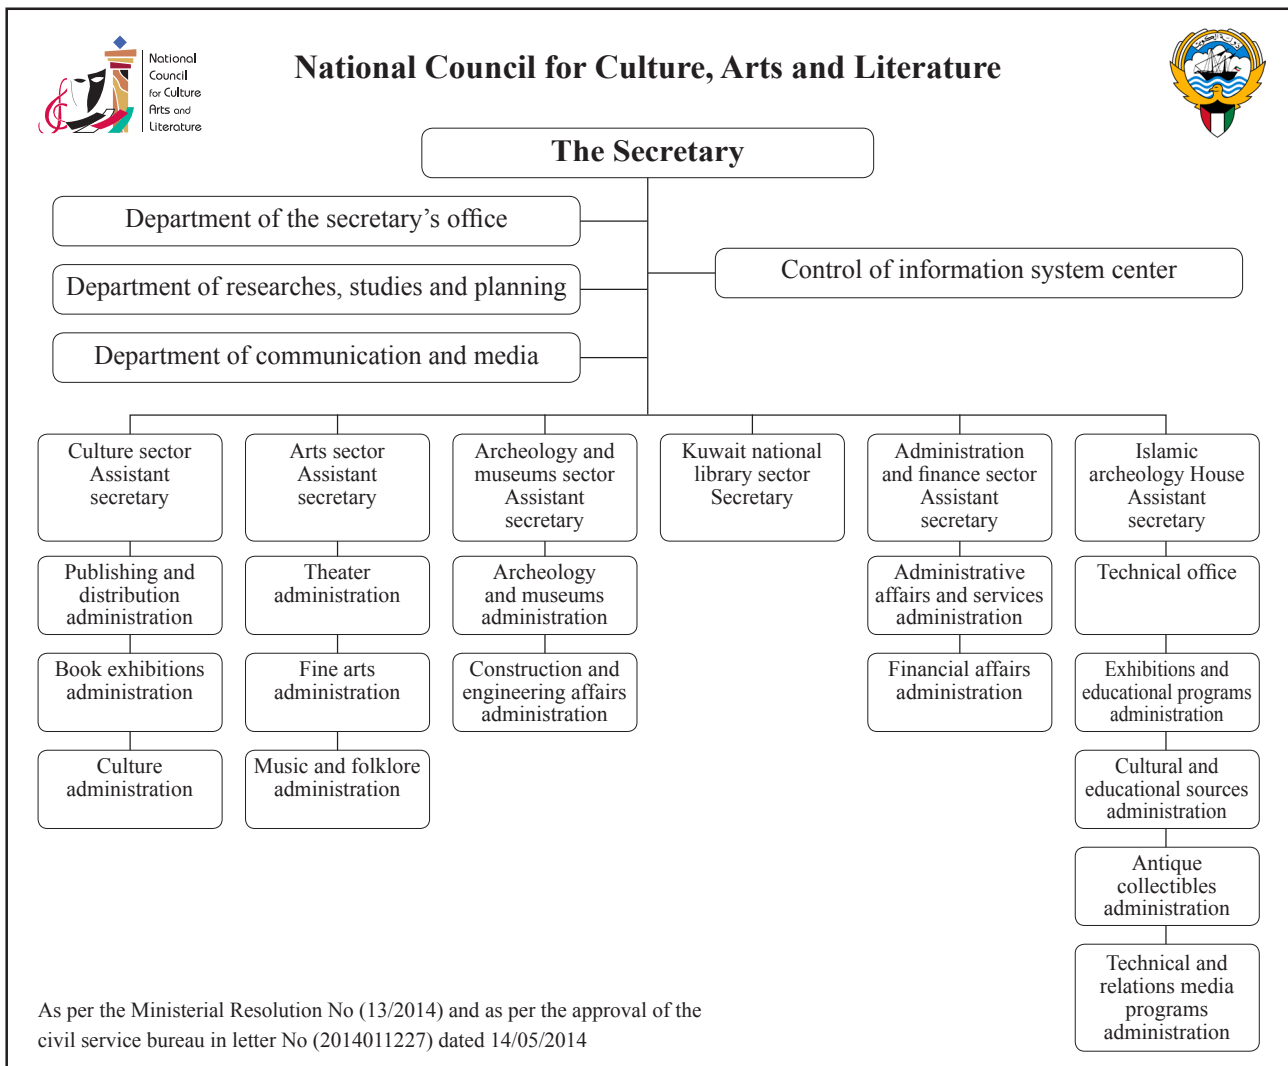 National
Council
for Culture
Arts and
Literature
National Council for Culture, Arts and Literature
The Secretary
Department of the secretary’s office
Department of researches, studies and planning
Department of communication and media
Control of information system center
Culture sector
Assistant
secretary
Publishing and
distribution
administration
Book exhibitions
administration
Culture
administration
Arts sector
Assistant
secretary
Theater
administration
Fine arts
administration
Music and folklore
administration
Archeology and
museums sector
Assistant
secretary
Archeology
and museums
administration
Construction and
engineering affairs
administration
Kuwait national
library sector
Secretary
Administration
and finance sector
Assistant
secretary
Administrative
affairs and services
administration
Financial affairs
administration
Islamic
archeology House
Assistant
secretary
Technical office
Exhibitions and
educational programs
administration
Cultural and
educational sources
administration
Antique
collectibles
administration
Technical and
relations media
programs
administration
As per the Ministerial Resolution No (13/2014) and as per the approval of the
civil service bureau in letter No (2014011227) dated 14/05/2014